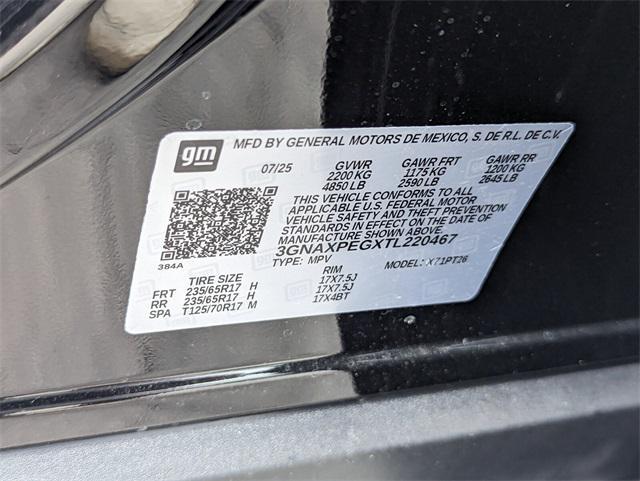 gm
MFD BY GENERAL MOTORS DE MEXICO, S. DE R.L. DE C.V.
07/25 GVWR GAWR FRT GAWR RR
2200 KG 1175 KG 1200 KG
4850 LB 2590 LB 2645 LB
THIS VEHICLE CONFORMS TO ALL
APPLICABLE U.S. FEDERAL MOTOR
VEHICLE SAFETY AND THEFT PREVENTION
STANDARDS IN EFFECT ON THE DATE OF
MANUFACTURE SHOWN ABOVE.
3GNAXPEGXTL220467
384A
TYPE: MPV MODEL: X71PT26
TIRE SIZE RIM
FRT 235/65R17 H 17X7.5J
RR 235/65R17 H 17X7.5J
SPA T125/70R17 M 17X4BT